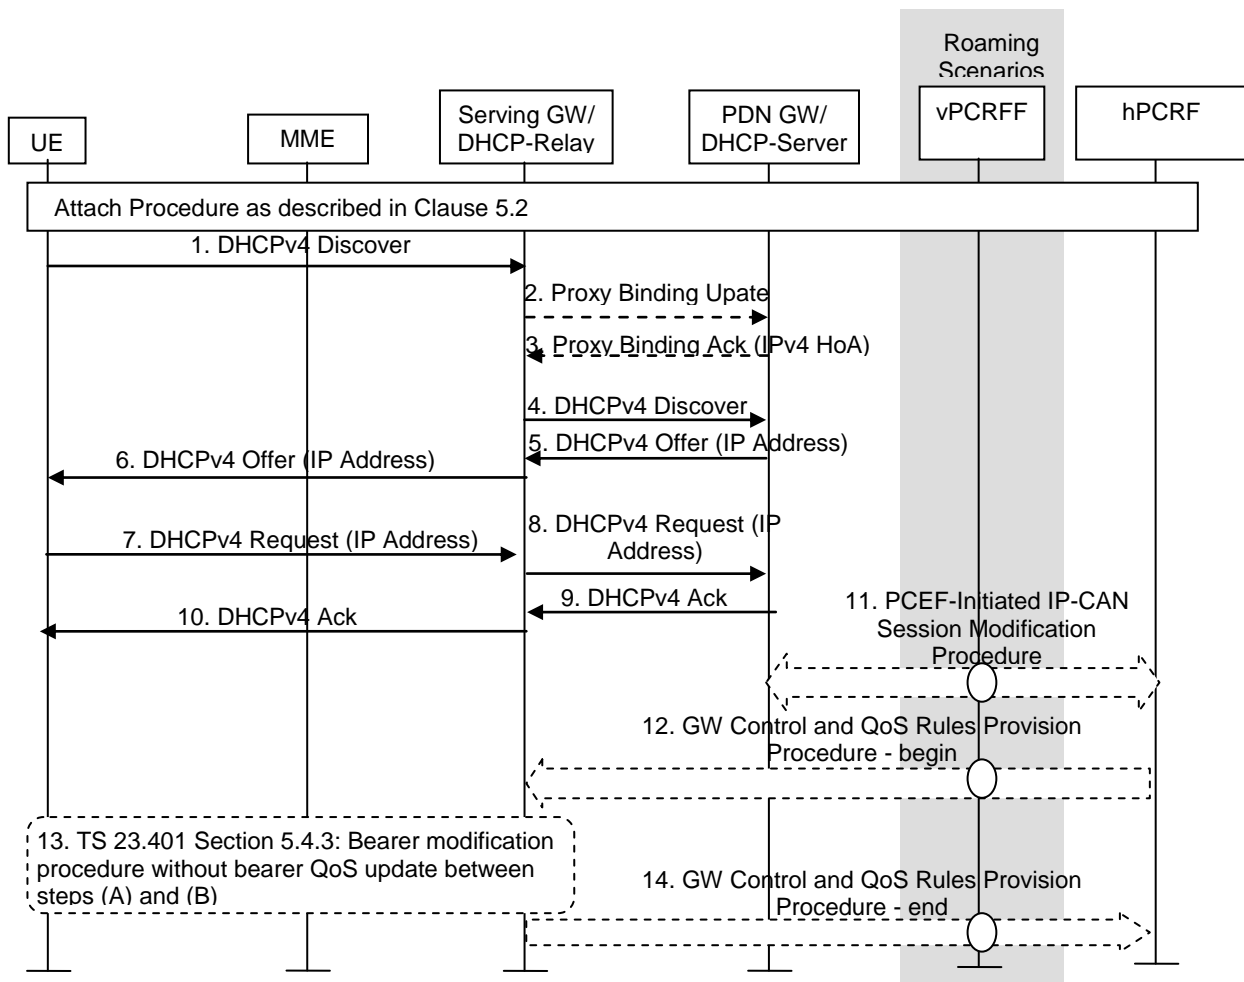 Roaming
Scenarios
UE
MME
Serving GW/
DHCP-Relay
PDN GW/
DHCP-Server
vPCRFF
hPCRF
Attach Procedure as described in Clause 5.2
1. DHCPv4 Discover
2. Proxy Binding Upate
3. Proxy Binding Ack (IPv4 HoA)
4. DHCPv4 Discover
5. DHCPv4 Offer (IP Address)
6. DHCPv4 Offer (IP Address)
7. DHCPv4 Request (IP Address)
8. DHCPv4 Request (IP
Address)
9. DHCPv4 Ack
10. DHCPv4 Ack
11. PCEF-Initiated IP-CAN
Session Modification
Procedure
12. GW Control and QoS Rules Provision
Procedure - begin
13. TS 23.401 Section 5.4.3: Bearer modification
procedure without bearer QoS update between
steps (A) and (B)
14. GW Control and QoS Rules Provision
Procedure - end